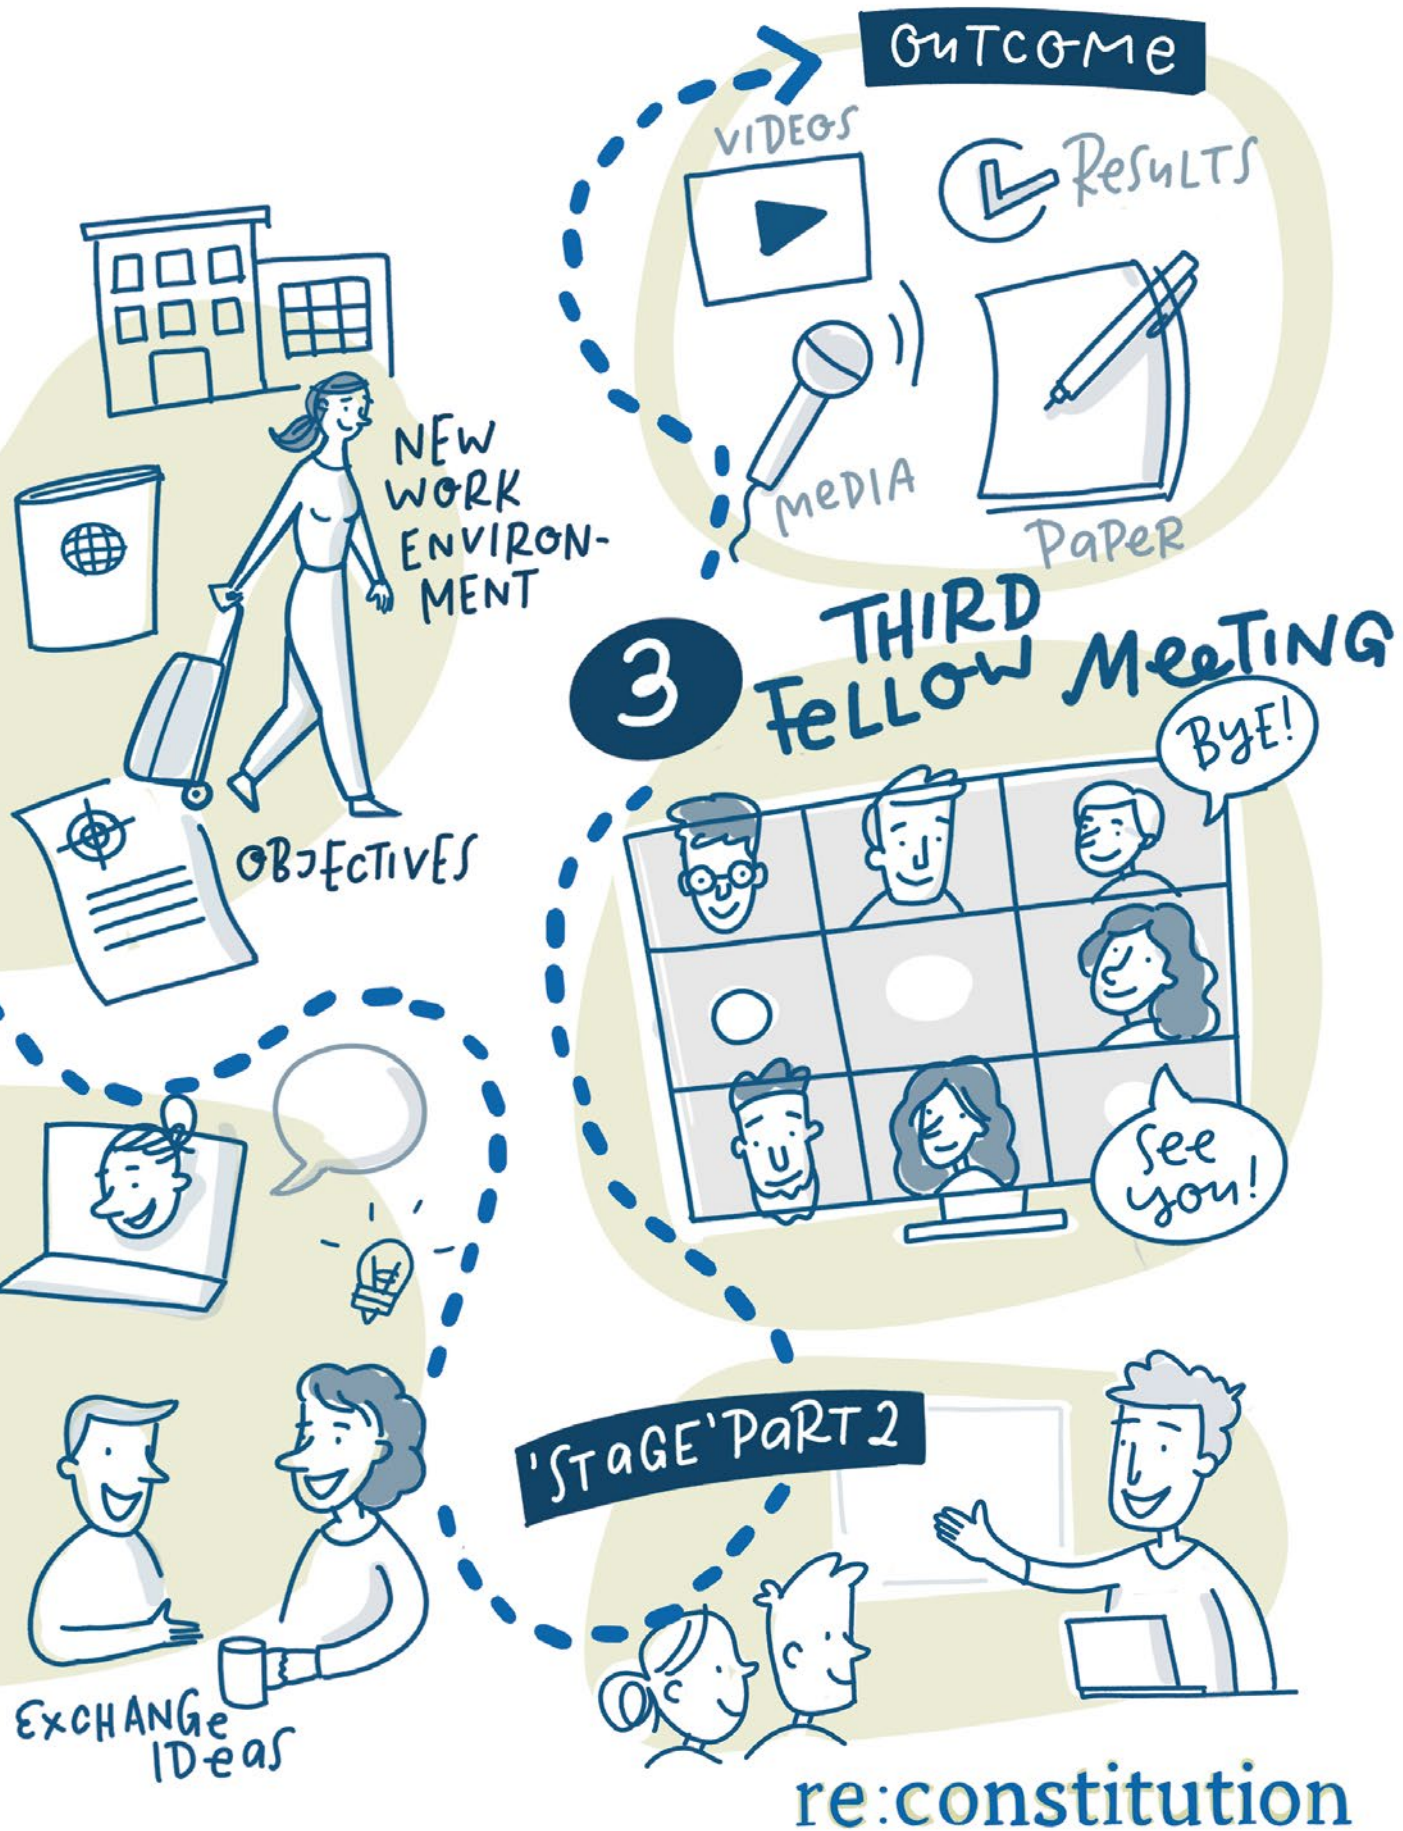 OUTCOME
VIDEOS
RESULTS
MEDIA
PAPER
NEW
WORK
ENVIRON-
MENT
OBJECTIVES
3
THIRD
FELLOW MEETING
BYE!
See
you!
'STAGE' PART 2
EXCHANGE
IDEAS
re:constitution